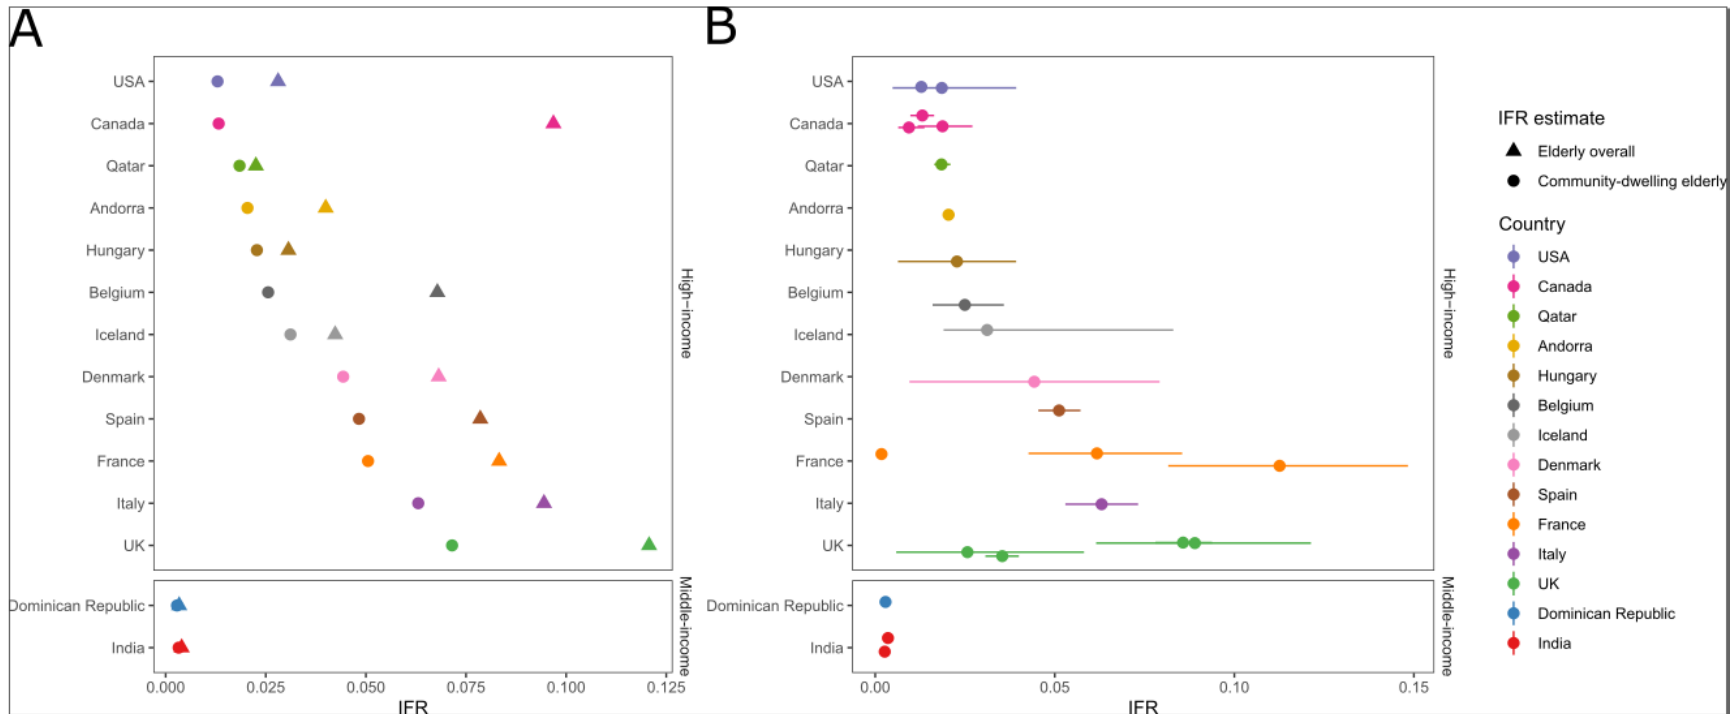 A
USA
Canada
Qatar
Andorra
Hungary
Belgium
Iceland
Denmark
Spain
France
Italy
UK
High-income
Dominican Republic
India
Middle-income
0.000 0.025 0.050 0.075 0.100 0.125
IFR
B
USA
Canada
Qatar
Andorra
Hungary
Belgium
Iceland
Denmark
Spain
France
Italy
UK
High-income
Dominican Republic
India
Middle-income
0.00 0.05 0.10 0.15
IFR
IFR estimate
Elderly overall
Community-dwelling elderly
Country
USA
Canada
Qatar
Andorra
Hungary
Belgium
Iceland
Denmark
Spain
France
Italy
UK
Dominican Republic
India